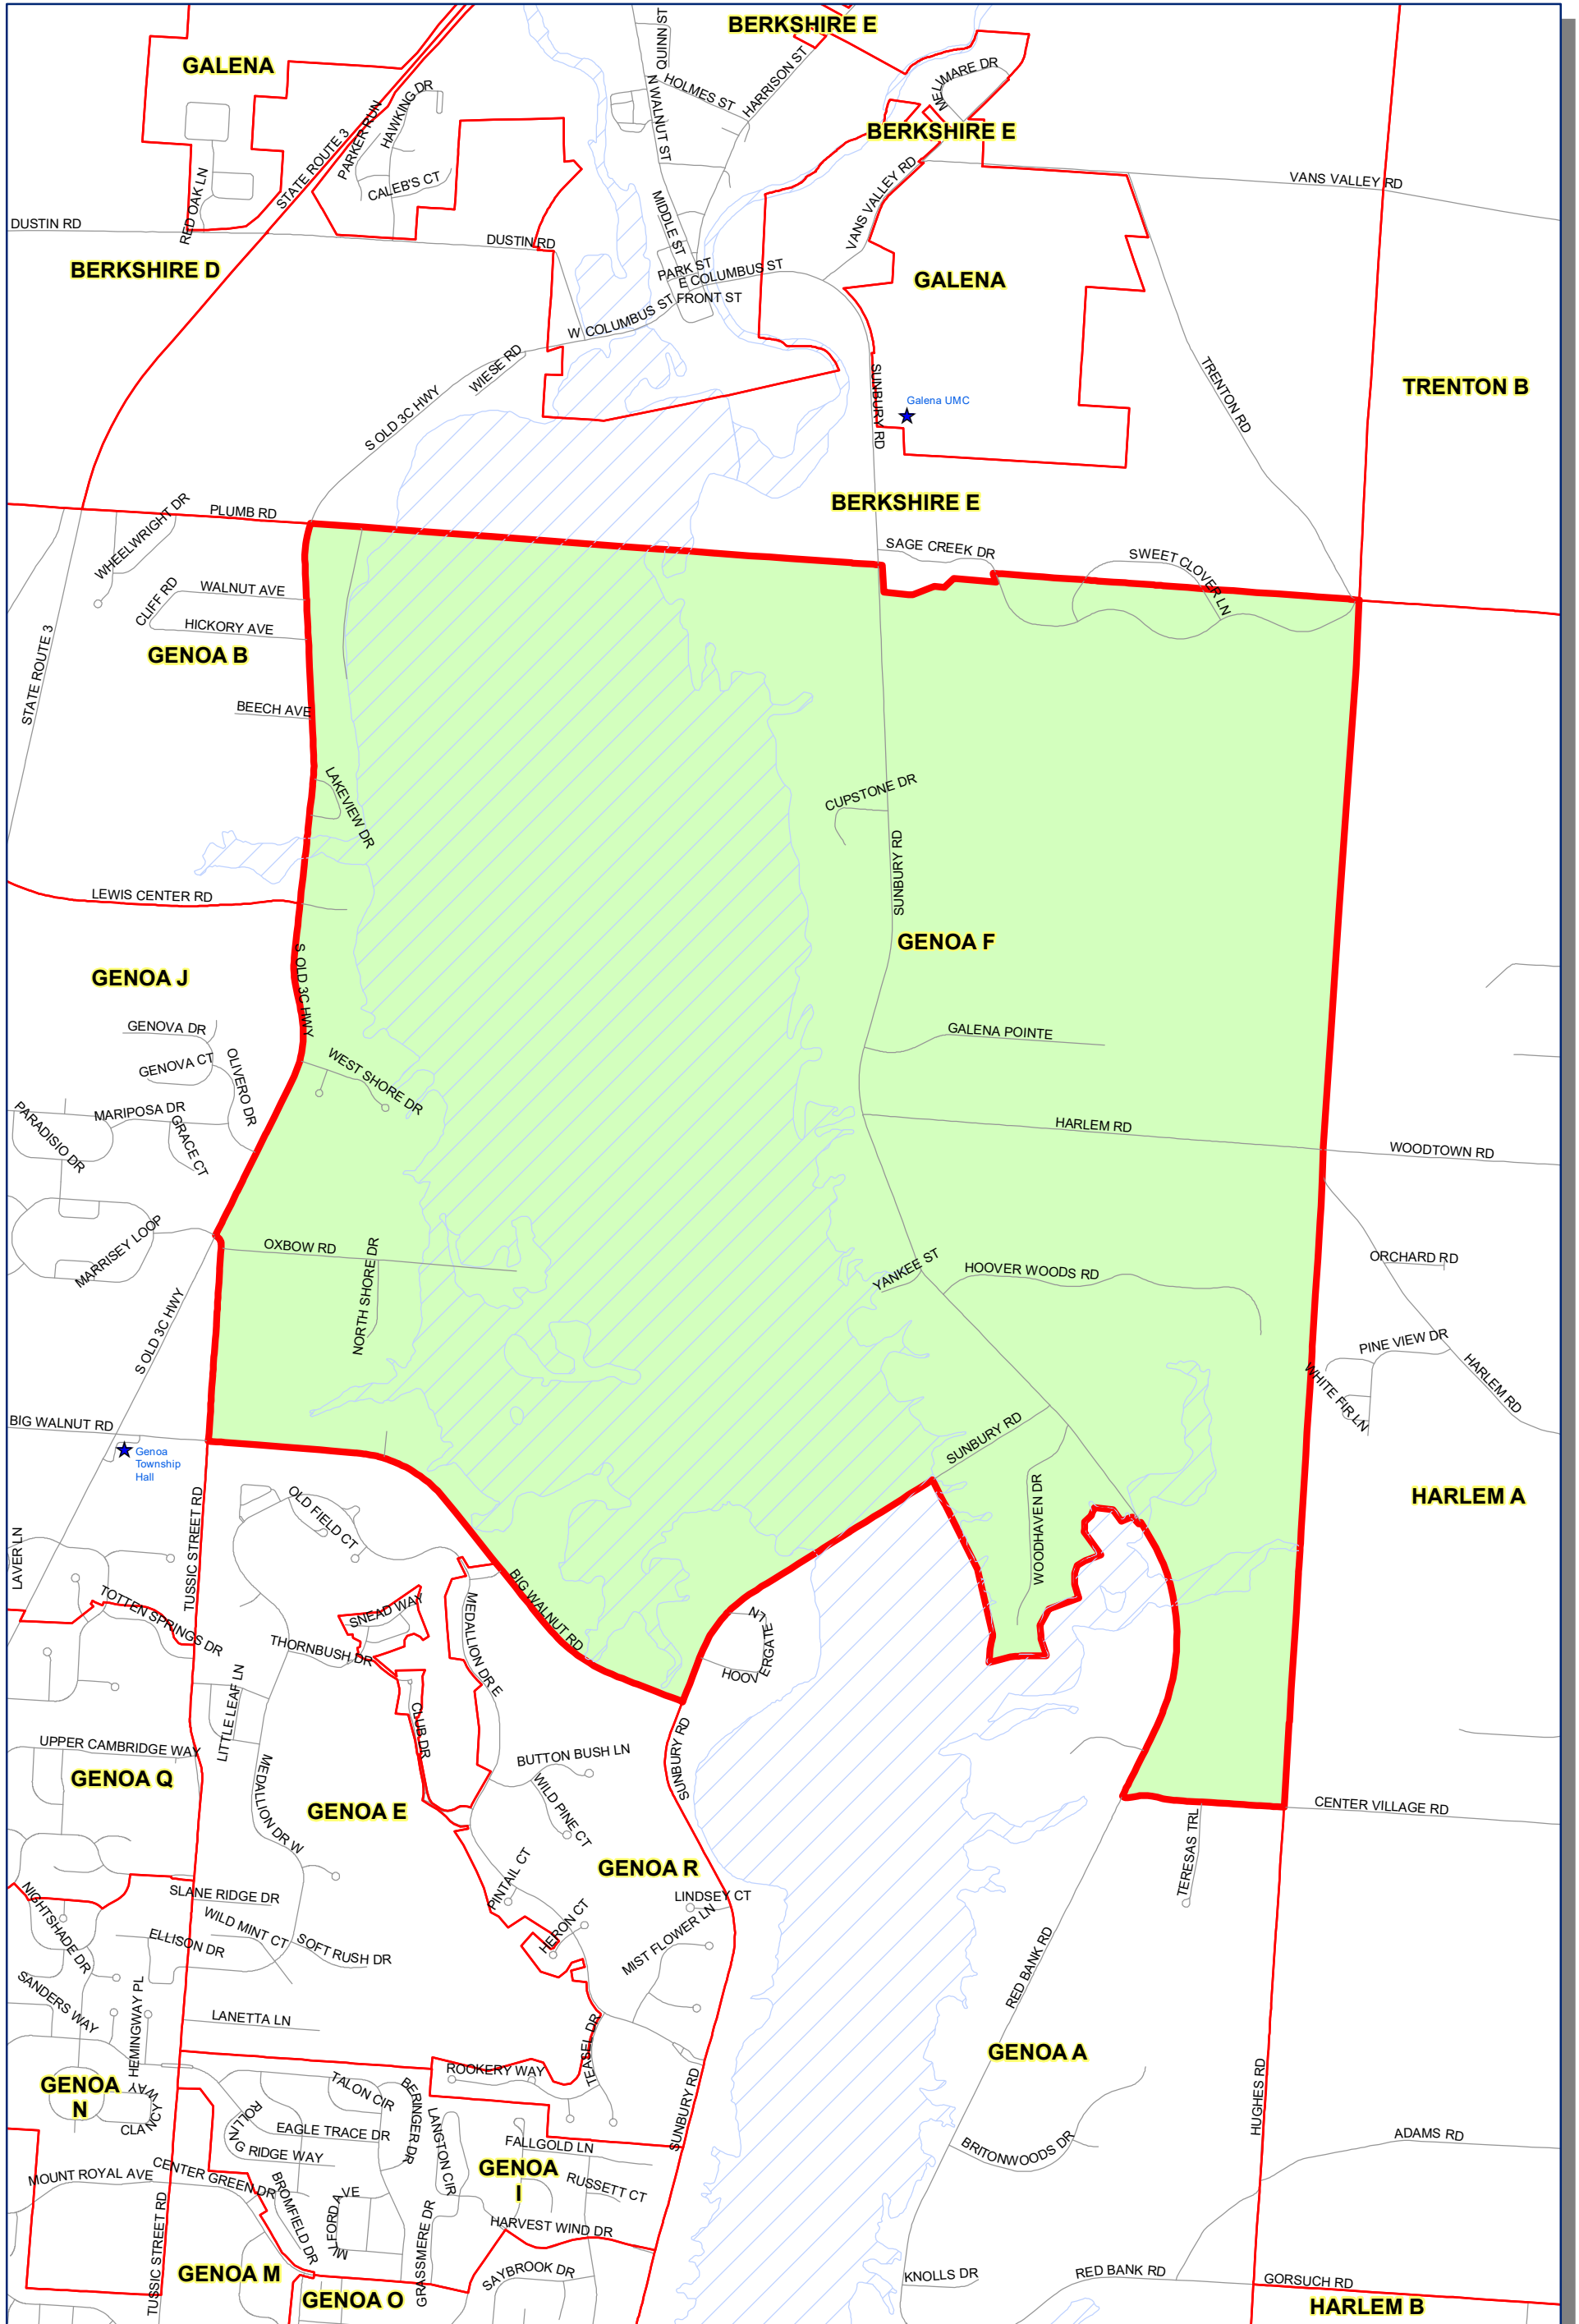 BERKSHIRE E
GALENA
QUINN ST
HOLMES ST
HARRISON ST
N WALNUT ST
MELMARE DR
BERKSHIRE E
HAWKING DR
PARKER RUN
STATE ROUTE 3
CALEB'S CT
RED OAK LN
DUSTIN RD
DUSTIN RD
BERKSHIRE D
VANS VALLEY RD
VANS VALLEY RD
MIDDLE ST
PARK ST
E COLUMBUS ST
FRONT ST
W COLUMBUS ST
GALENA
WIESE RD
S OLD 3C HWY
SUNBURY RD
Galena UMC
TRENTON RD
TRENTON B
BERKSHIRE E
PLUMB RD
WHEELWRIGHT DR
SAGE CREEK DR
SWEET CLOVER LN
WALNUT AVE
CLIFF RD
HICKORY AVE
GENOA B
STATE ROUTE 3
BEECH AVE
LAKEVIEW DR
CUPSTONE DR
SUNBURY RD
LEWIS CENTER RD
GENOA F
S OLD 3C HWY
GENOA J
GENOVA DR
GENOVA CT
OLIVERO DR
WEST SHORE DR
GALENA POINTE
MARIPOSA DR
GRACE CT
PARADISIO DR
HARLEM RD
WOODTOWN RD
MARRISEY LOOP
OXBOW RD
NORTH SHORE DR
YANKEE ST
HOOVER WOODS RD
ORCHARD RD
S OLD 3C HWY
PINE VIEW DR
WHITE FIR LN
HARLEM RD
BIG WALNUT RD
Genoa
Township
Hall
SUNBURY RD
WOODHAVEN DR
HARLEM A
OLD FIELD CT
TUSSIC STREET RD
LAVER LN
TOTTEN SPRINGS DR
SNEAD WAY
THORNBUSH DR
MEDALLION DR E
BIG WALNUT RD
HOOVERGATE LN
LITTLE LEAF LN
CLUB DR
UPPER CAMBRIDGE WAY
GENOA Q
MEDALLION DR W
GENOA E
BUTTON BUSH LN
WILD PINE CT
SUNBURY RD
CENTER VILLAGE RD
TERESAS TRL
GENOA R
PINTAIL CT
LINDSEY CT
SLANE RIDGE DR
NIGHTSHADE DR
WILD MINT CT
SOFT RUSH DR
ELLISON DR
HERON CT
MIST FLOWER LN
SANDERS WAY
HEMINGWAY PL
LANETTA LN
RED BANK RD
GENOA A
TEASEL DR
ROOKERY WAY
SUNBURY RD
HUGHES RD
GENOA
N
CLANCY WAY
TALON CIR
BERINGER DR
ROLLING RIDGE WAY
EAGLE TRACE DR
LANGTON CIR
FALLGOLD LN
BRITONWOODS DR
ADAMS RD
MOUNT ROYAL AVE
CENTER GREEN DR
GENOA
I
RUSSETT CT
BROMFIELD DR
MILFORD AVE
GRASSMERE DR
HARVEST WIND DR
TUSSIC STREET RD
GENOA M
GENOA O
SAYBROOK DR
KNOLLS DR
RED BANK RD
GORSUCH RD
HARLEM B